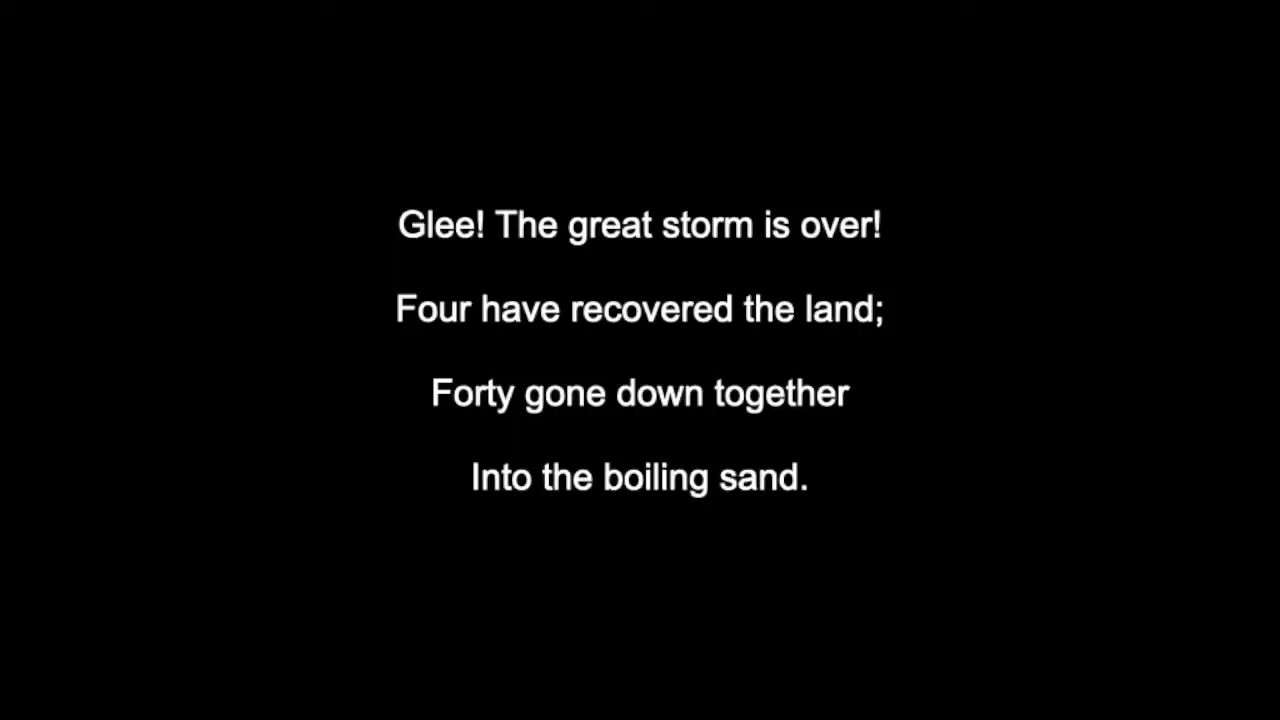 Glee! The great storm is over!
Four have recovered the land;
Forty gone down together
Into the boiling sand.